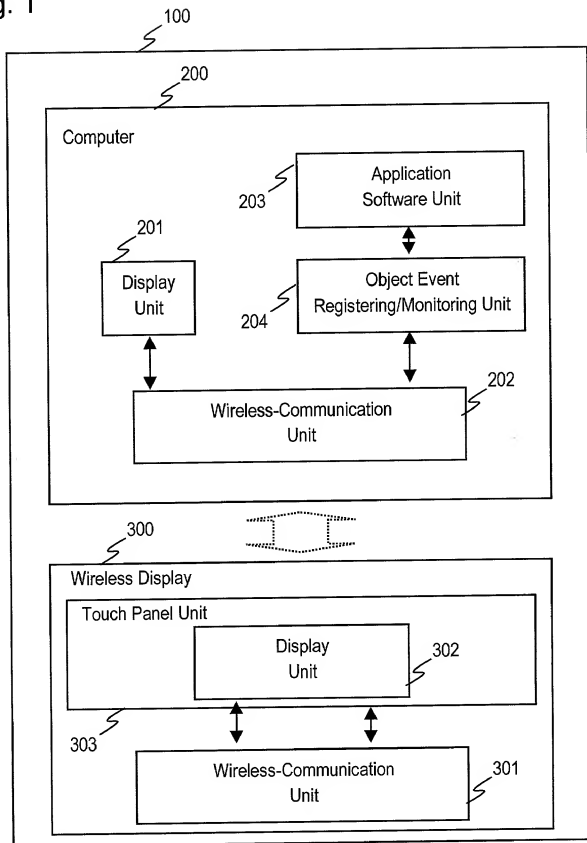 Fig. 1
100
200
Computer
203
Application
Software Unit
201
Display
Unit
204
Object Event
Registering/Monitoring Unit
202
Wireless-Communication
Unit
300
Wireless Display
Touch Panel Unit
Display
Unit
302
303
Wireless-Communication
Unit
301